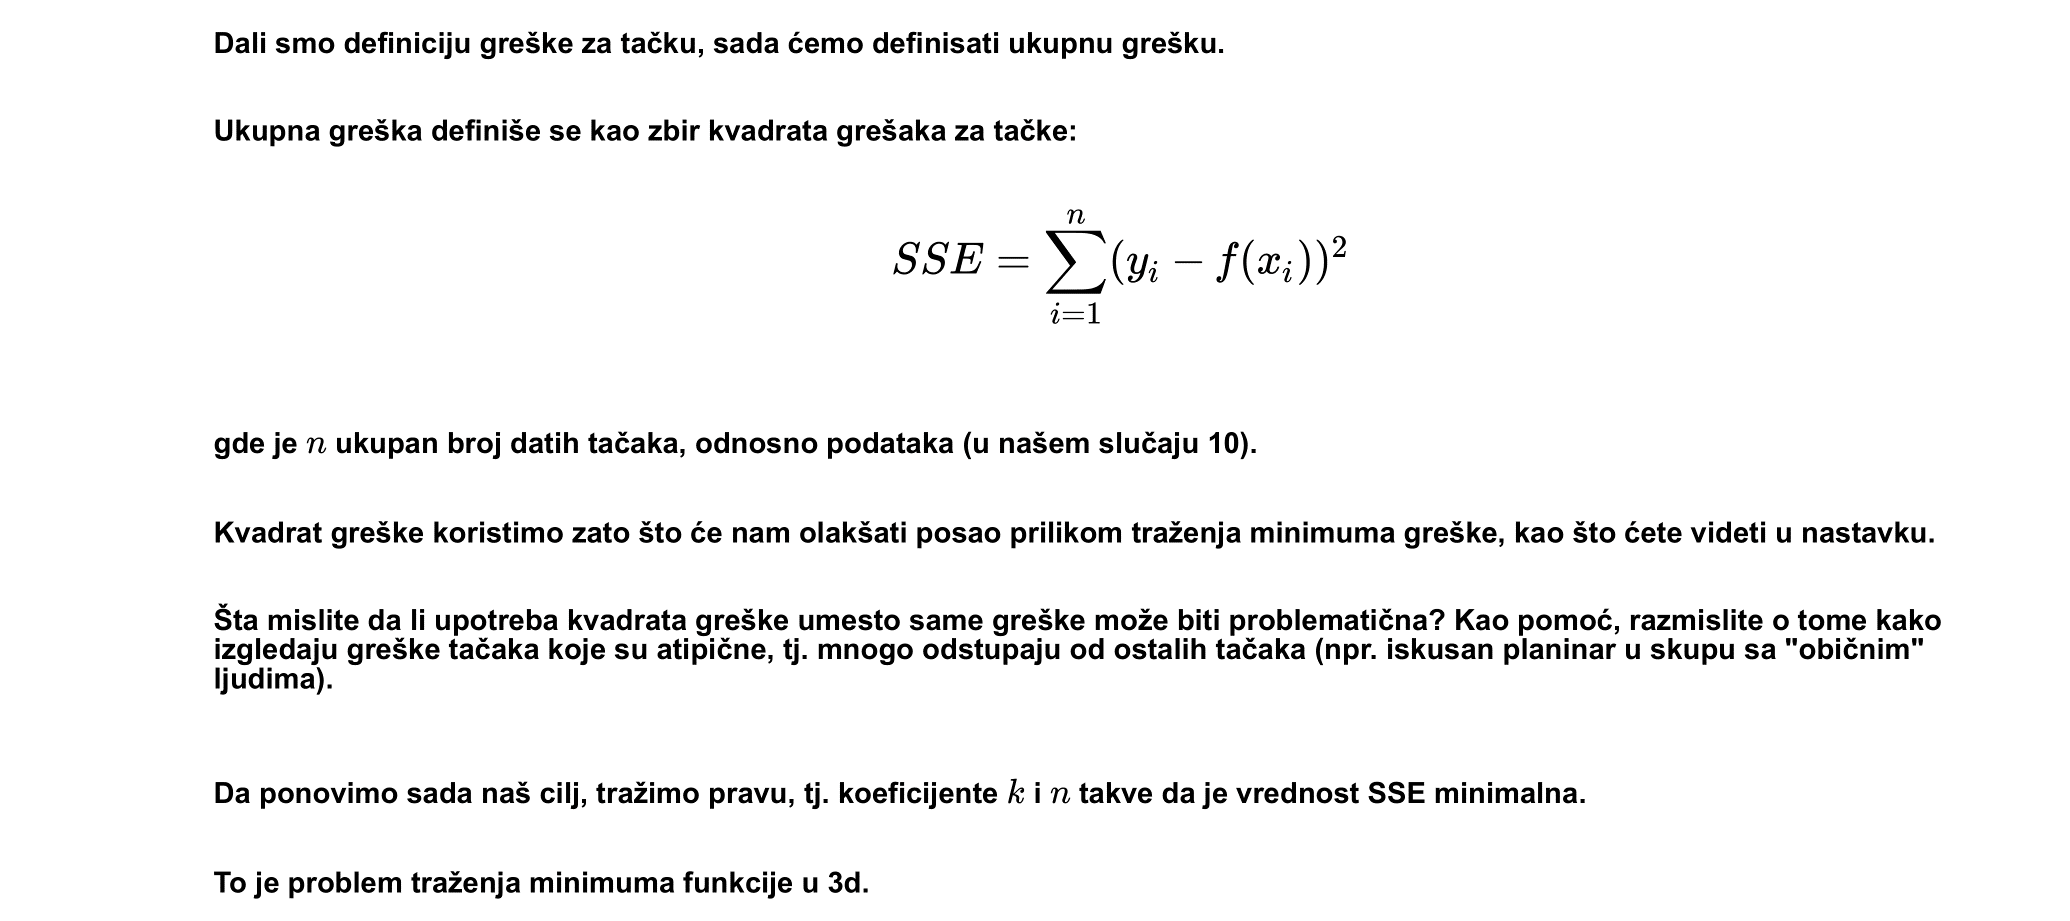 Dali smo definiciju greške za tačku, sada ćemo definisati ukupnu grešku.
Ukupna greška definiše se kao zbir kvadrata grešaka za tačke:
$SSE = \sum_{i=1}^{n} (y_i - f(x_i))^2$
gde je $n$ ukupan broj datih tačaka, odnosno podataka (u našem slučaju 10).
Kvadrat greške koristimo zato što će nam olakšati posao prilikom traženja minimuma greške, kao što ćete videti u nastavku.
Šta mislite da li upotreba kvadrata greške umesto same greške može biti problematična? Kao pomoć, razmislite o tome kako
izgledaju greške tačaka koje su atipične, tj. mnogo odstupaju od ostalih tačaka (npr. iskusan planinar u skupu sa "običnim"
ljudima).
Da ponovimo sada naš cilj, tražimo pravu, tj. koeficijente $k$ i $n$ takve da je vrednost SSE minimalna.
To je problem traženja minimuma funkcije u 3d.